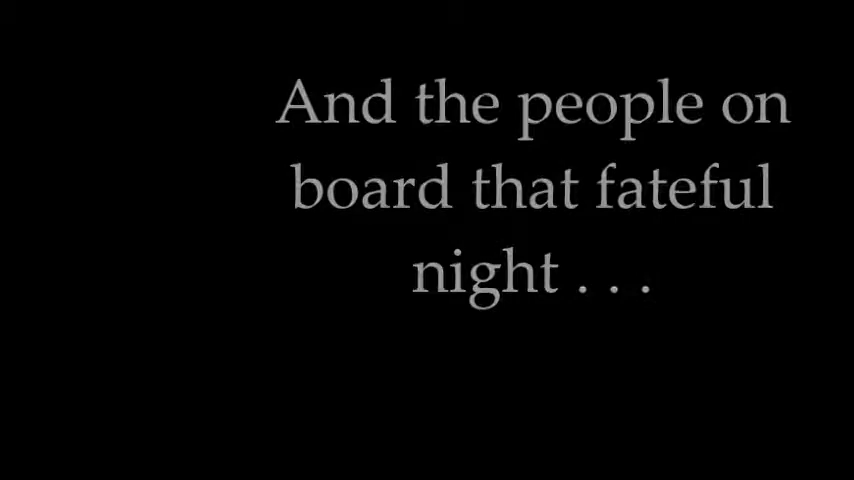 And the people on
board that fateful
night . . .